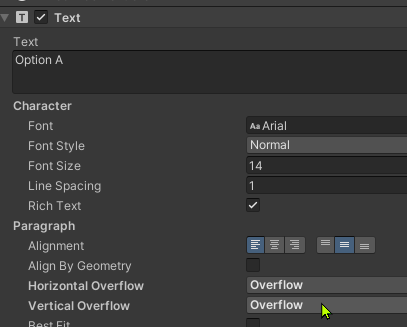 Text
Text
Option A
Character
Font Aa Arial
Font Style Normal
Font Size 14
Line Spacing 1
Rich Text
Paragraph
Alignment
Align By Geometry
Horizontal Overflow Overflow
Vertical Overflow Overflow
Best Fit